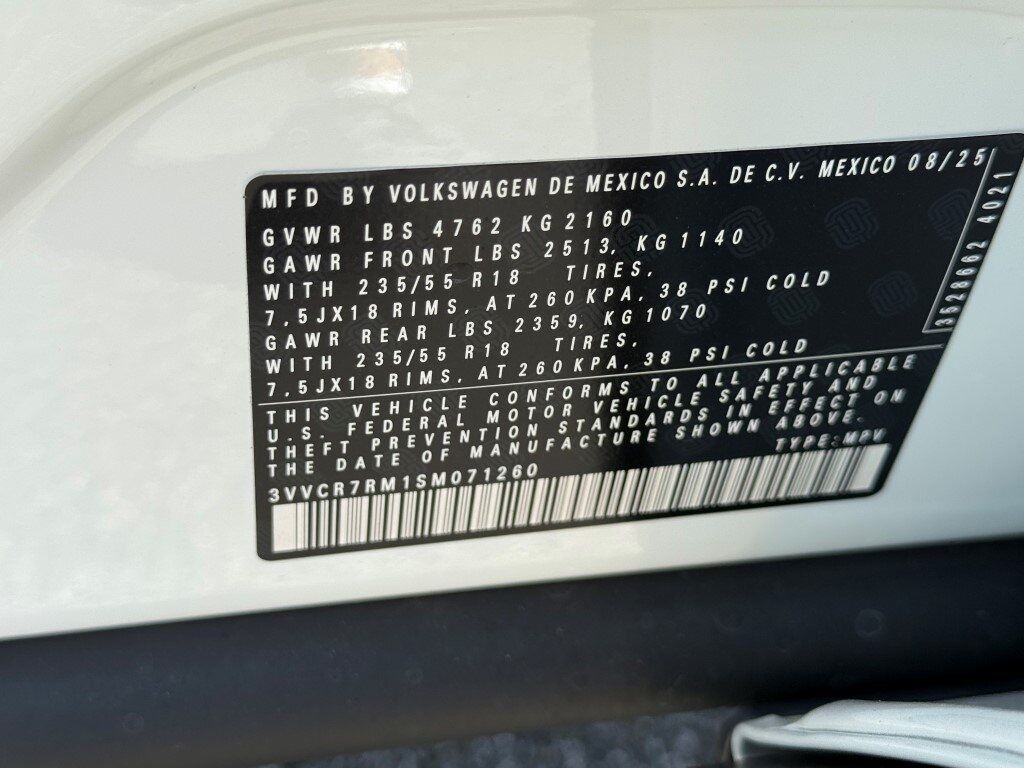 MFD BY VOLKSWAGEN DE MEXICO S.A. DE C.V. MEXICO 08/25
GVWR LBS 4762 KG 2160
GAWR FRONT LBS 2513, KG 1140
WITH 235/55 R18 TIRES,
7,5JX18 RIMS, AT 260 KPA, 38 PSI COLD
GAWR REAR LBS 2359, KG 1070
WITH 235/55 R18 TIRES,
7,5JX18 RIMS, AT 260 KPA, 38 PSI COLD
THIS VEHICLE CONFORMS TO ALL APPLICABLE
U.S. FEDERAL MOTOR VEHICLE SAFETY AND
THEFT PREVENTION STANDARDS IN EFFECT ON
THE DATE OF MANUFACTURE SHOWN ABOVE.
TYPE:MPV
3VVCR7RM1SM071260
3628662 4021